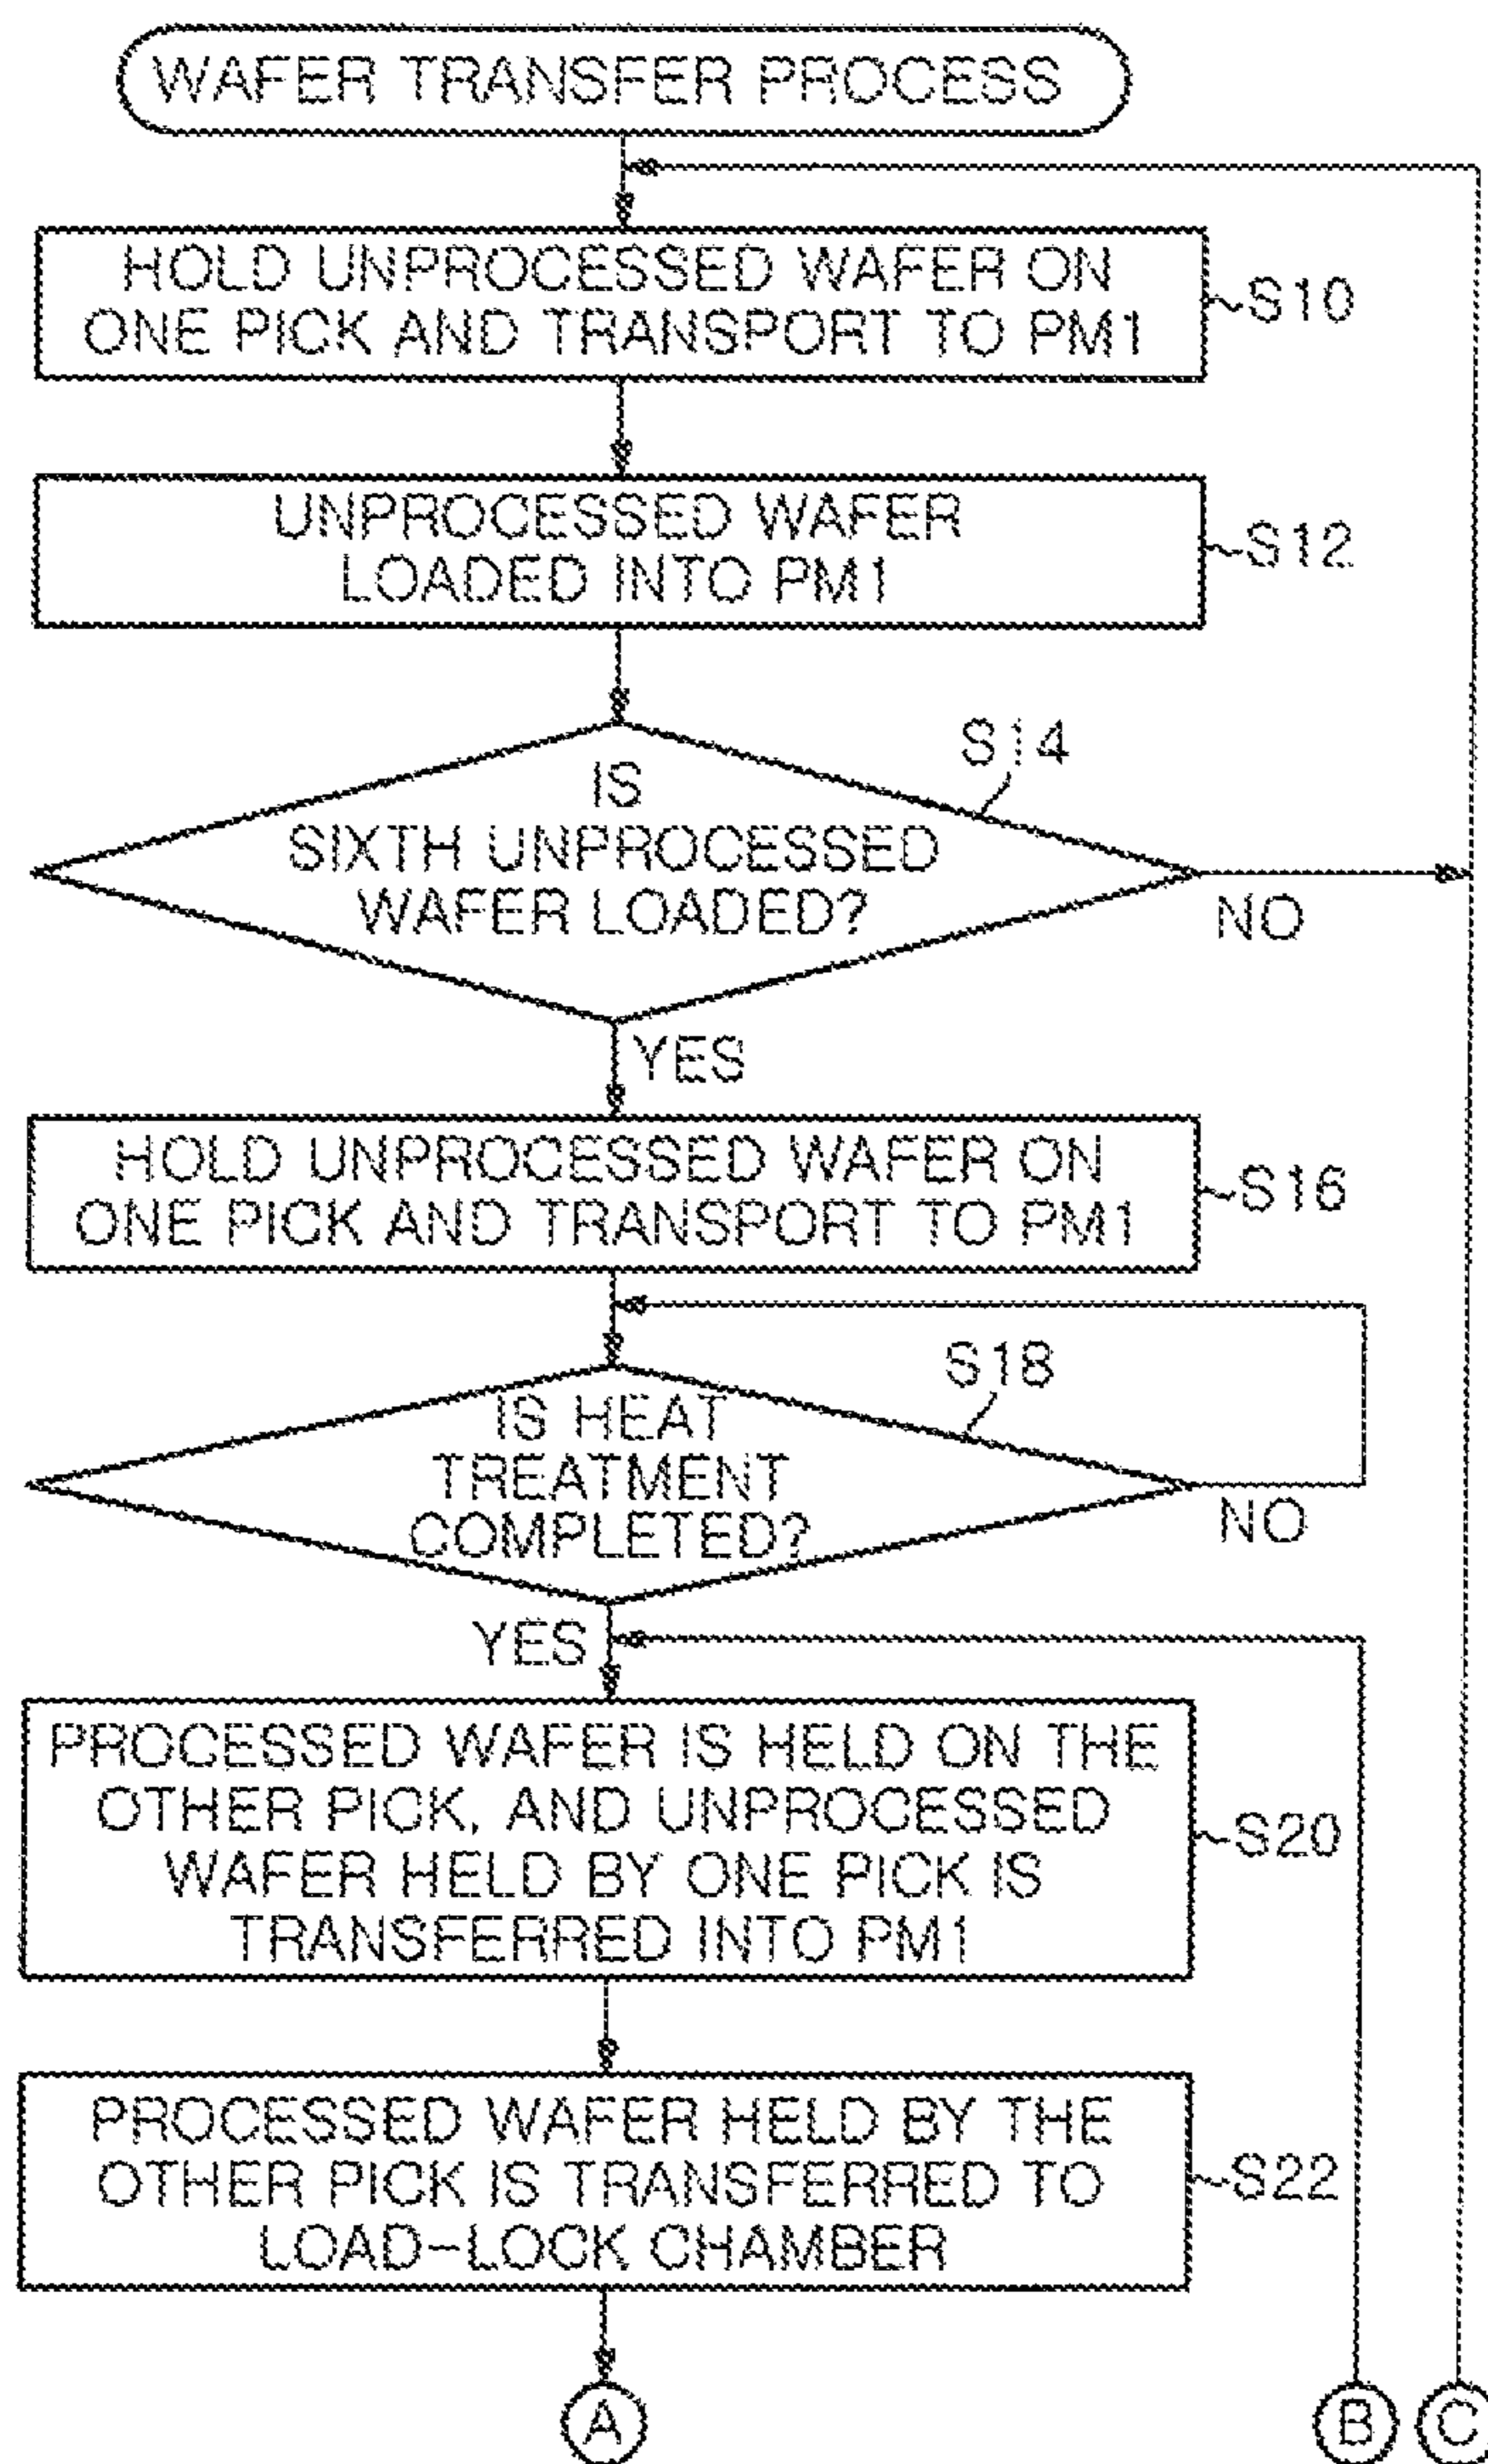 WAFER TRANSFER PROCESS
HOLD UNPROCESSED WAFER ON
ONE PICK AND TRANSPORT TO PM1
S10
UNPROCESSED WAFER
LOADED INTO PM1
S12
S14
IS
SIXTH UNPROCESSED
WAFER LOADED?
NO
YES
HOLD UNPROCESSED WAFER ON
ONE PICK AND TRANSPORT TO PM1
S16
S18
IS HEAT
TREATMENT
COMPLETED?
NO
YES
PROCESSED WAFER IS HELD ON THE
OTHER PICK, AND UNPROCESSED
WAFER HELD BY ONE PICK IS
TRANSFERRED INTO PM1
S20
PROCESSED WAFER HELD BY THE
OTHER PICK IS TRANSFERRED TO
LOAD-LOCK CHAMBER
S22
A B C